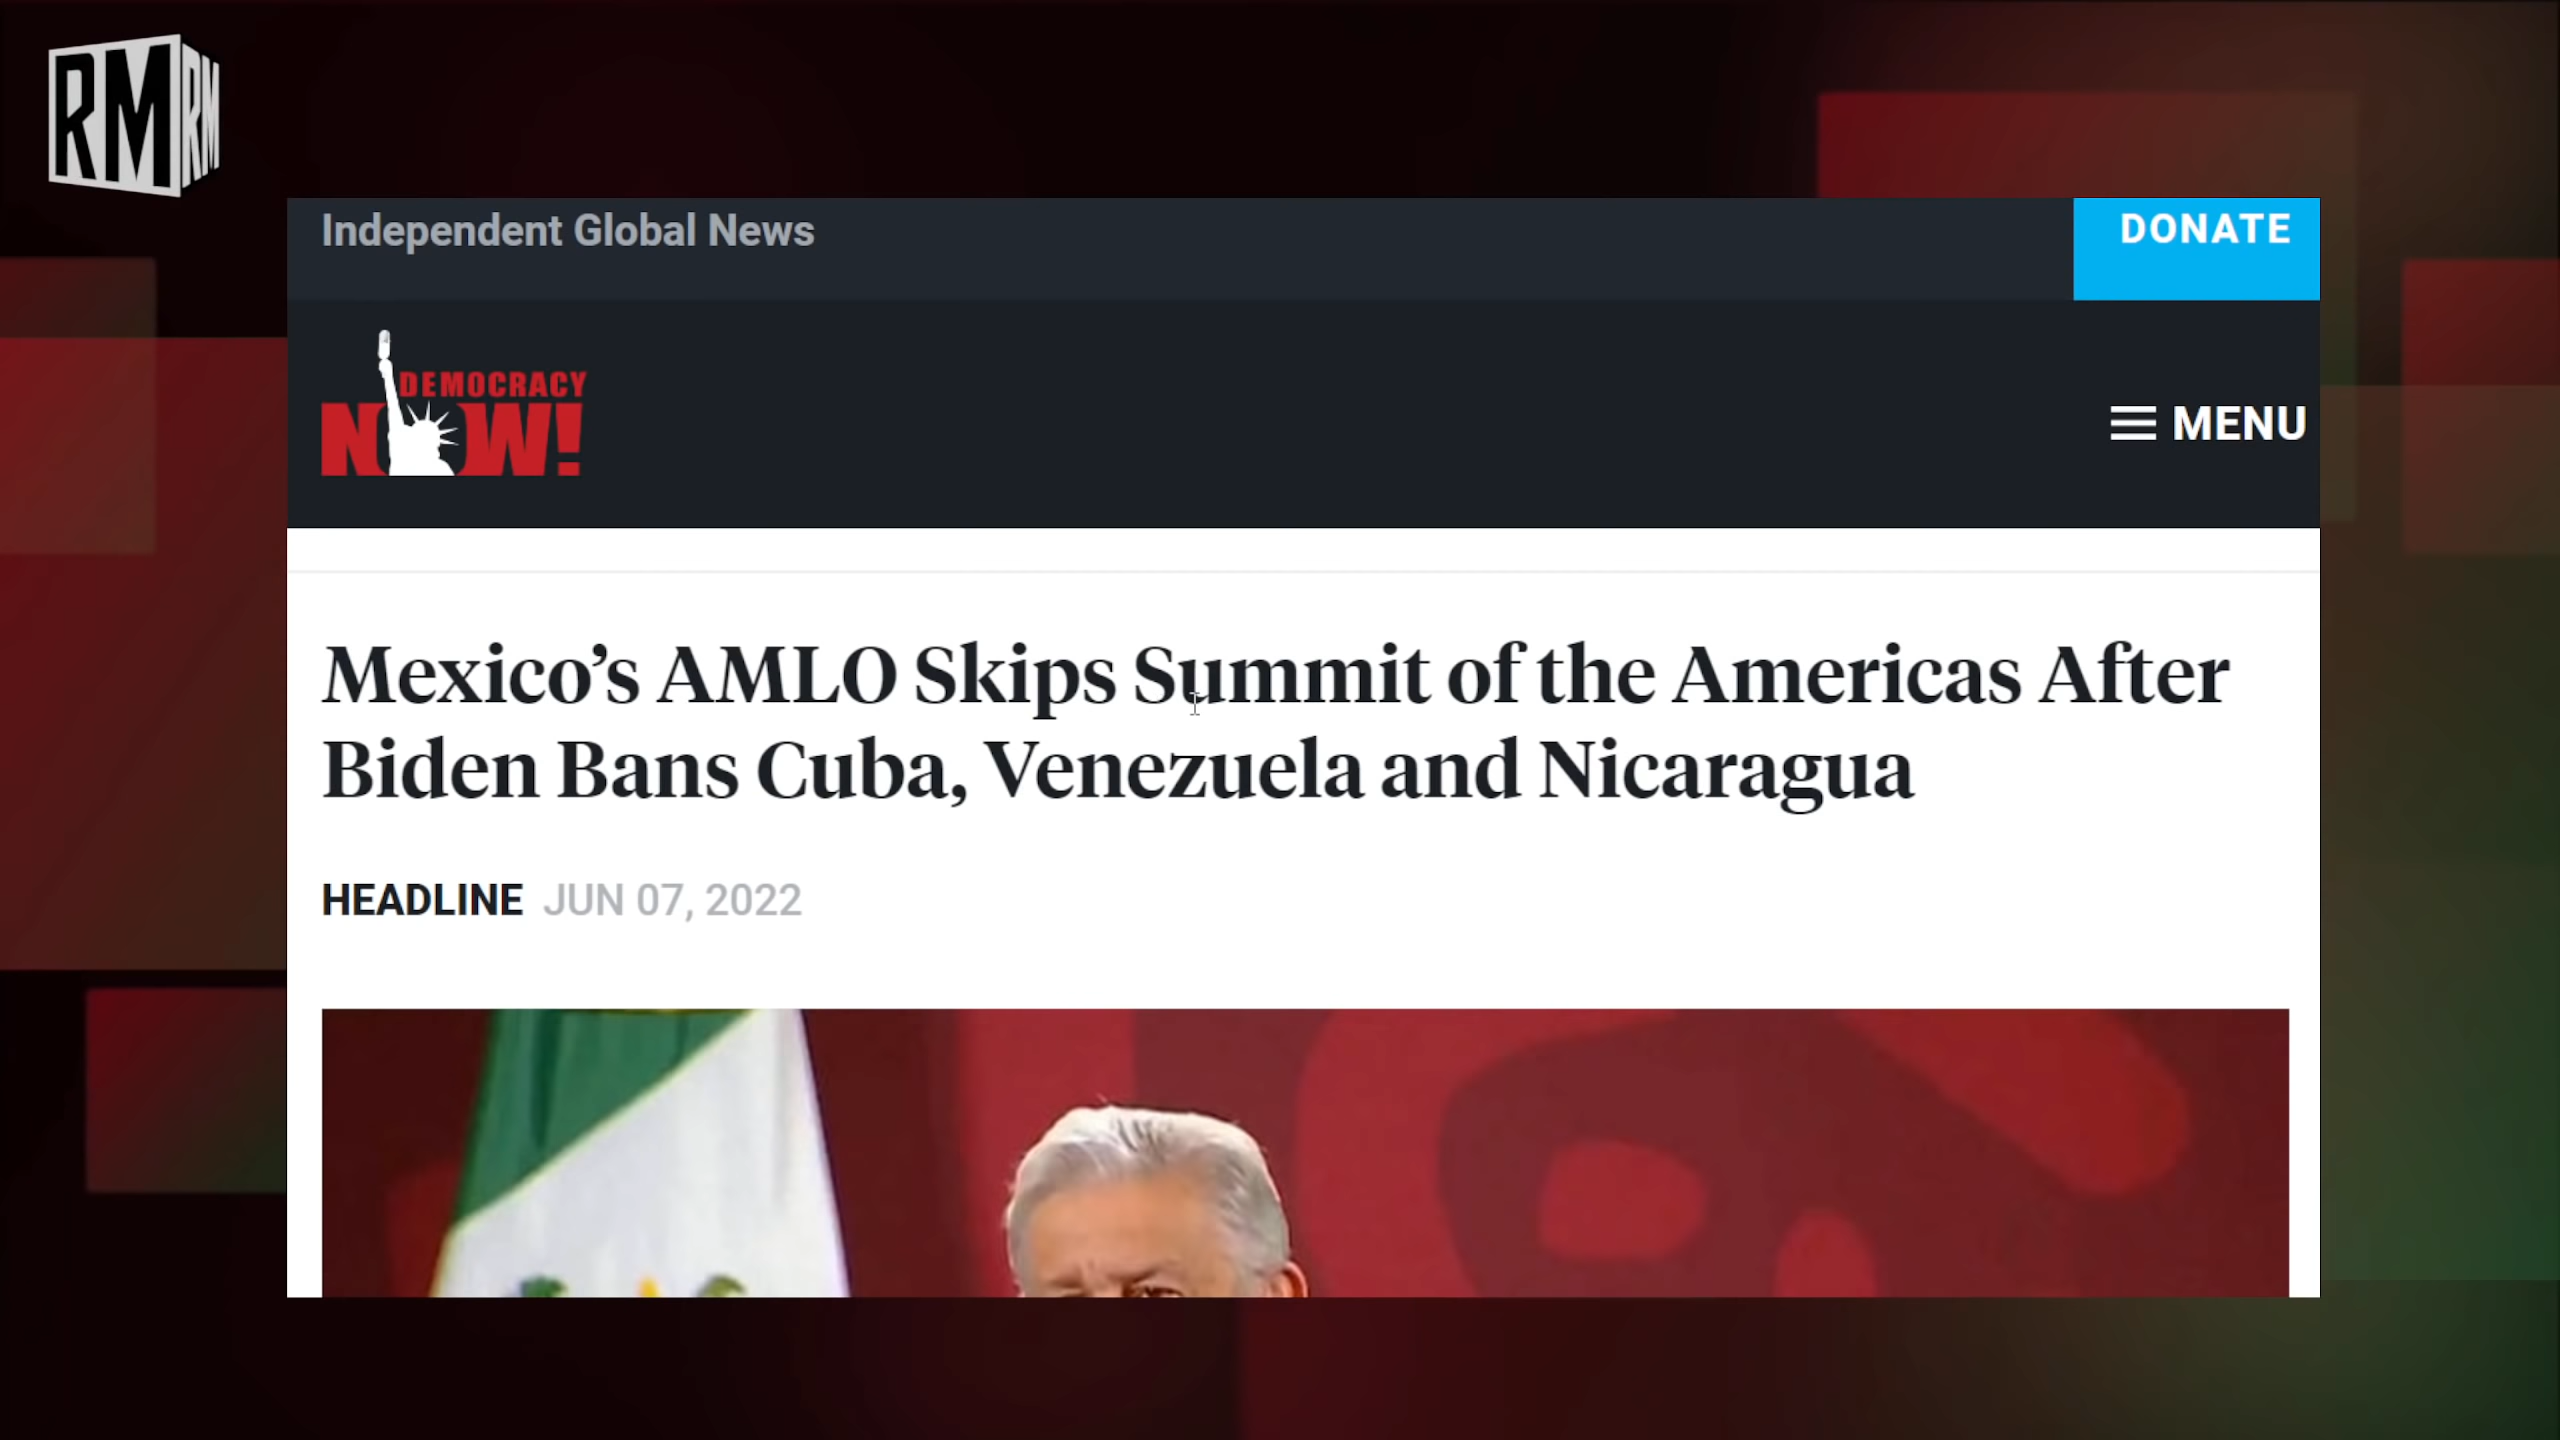 RM RM
Independent Global News
DONATE
DEMOCRACY
NOW!
MENU
Mexico’s AMLO Skips Summit of the Americas After
Biden Bans Cuba, Venezuela and Nicaragua
HEADLINE JUN 07, 2022